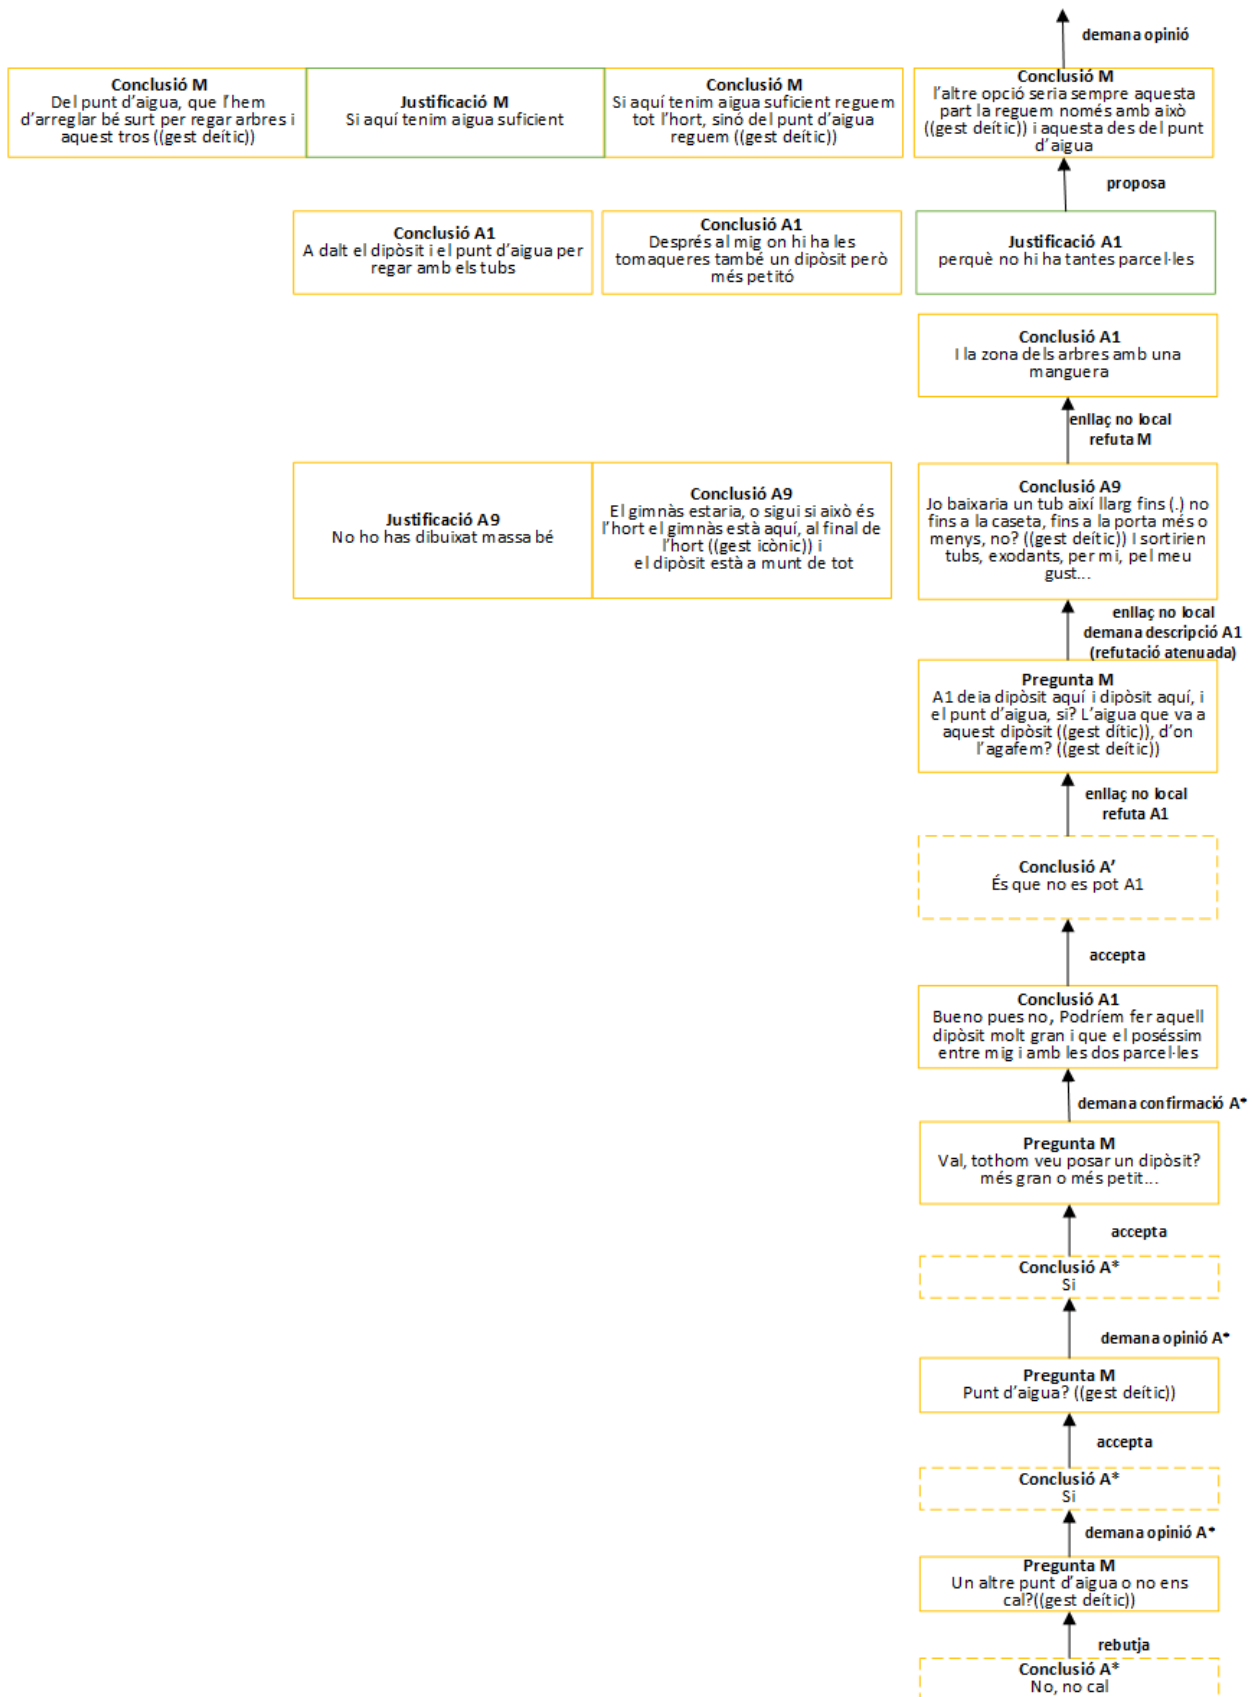 demana opinió
Conclusió M
Del punt d'aigua, que l'hem
d'arreglar bé surt per regar arbres i
aquest tros ((gest deític))
Justificació M
Si aquí tenim aigua suficient
Conclusió M
Si aquí tenim aigua suficient reguem
tot l'hort, sinó del punt d'aigua
reguem ((gest deític))
Conclusió M
l'altre opció seria sempre aquesta
part la reguem només amb això
((gest deític)) i aquesta des del punt
d'aigua
proposa
Conclusió A1
A dalt el dipòsit i el punt d'aigua per
regar amb els tubs
Conclusió A1
Després al mig on hi ha les
tomaqueres també un dipòsit però
més petitó
Justificació A1
perquè no hi ha tantes parcel·les
Conclusió A1
I la zona dels arbres amb una
manguera
enllaç no local
refuta M
Justificació A9
No ho has dibuixat massa bé
Conclusió A9
El gimnàs estaria, o sigui si això és
l'hort el gimnàs està aquí, al final de
l'hort ((gest icònic)) i
el dipòsit està a munt de tot
Conclusió A9
Jo baixaria un tub així llarg fins (.) no
fins a la caseta, fins a la porta més o
menys, no? ((gest deític)) I sortirien
tubs, exodants, per mi, pel meu
gust...
enllaç no local
demana descripció A1
(refutació atenuada)
Pregunta M
A1 deia dipòsit aquí i dipòsit aquí, i
el punt d'aigua, si? L'aigua que va a
aquest dipòsit ((gest dític)), d'on
l'agafem? ((gest deític))
enllaç no local
refuta A1
Conclusió A'
És que no es pot A1
accepta
Conclusió A1
Bueno pues no, Podríem fer aquell
dipòsit molt gran i que el poséssim
entre mig i amb les dos parcel·les
demana confirmació A*
Pregunta M
Val, tothom veu posar un dipòsit?
més gran o més petit...
accepta
Conclusió A*
Si
demana opinió A*
Pregunta M
Punt d'aigua? ((gest deític))
accepta
Conclusió A*
Si
demana opinió A*
Pregunta M
Un altre punt d'aigua o no ens
cal?((gest deític))
rebutja
Conclusió A*
No, no cal